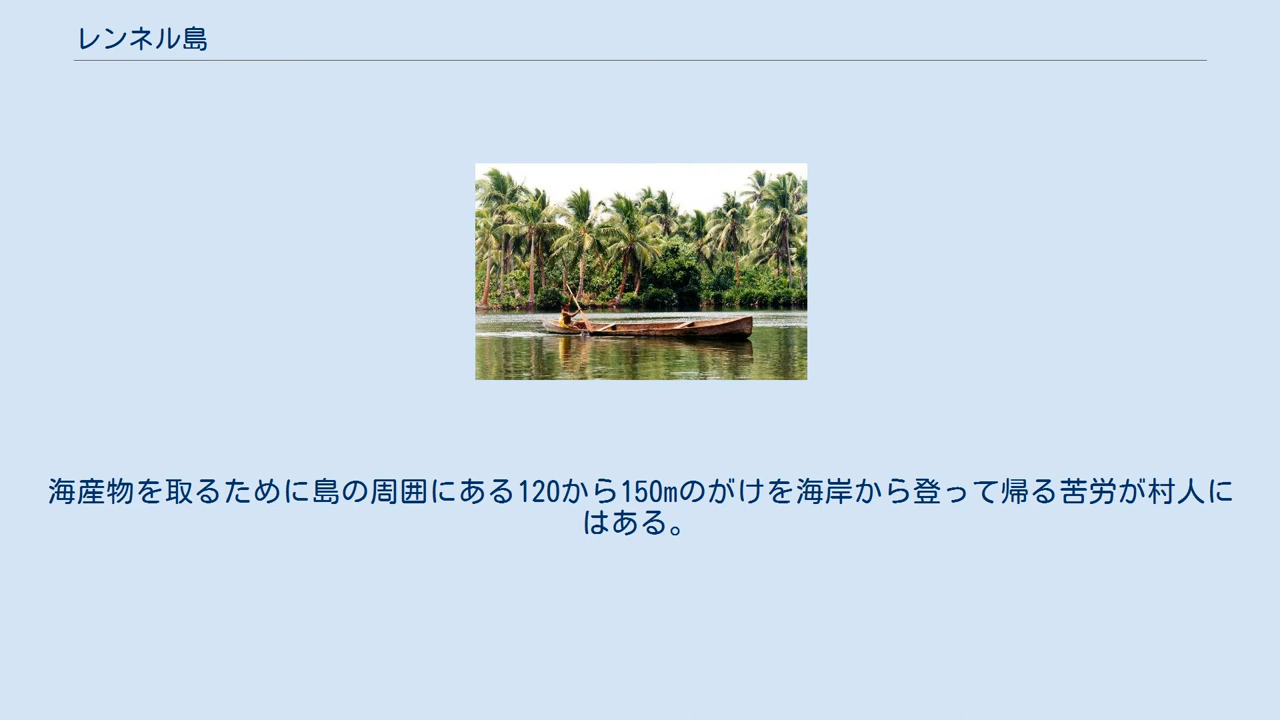 レンネル島
海産物を取るために島の周囲にある120から150mのがけを海岸から登って帰る苦労が村人に
はある。